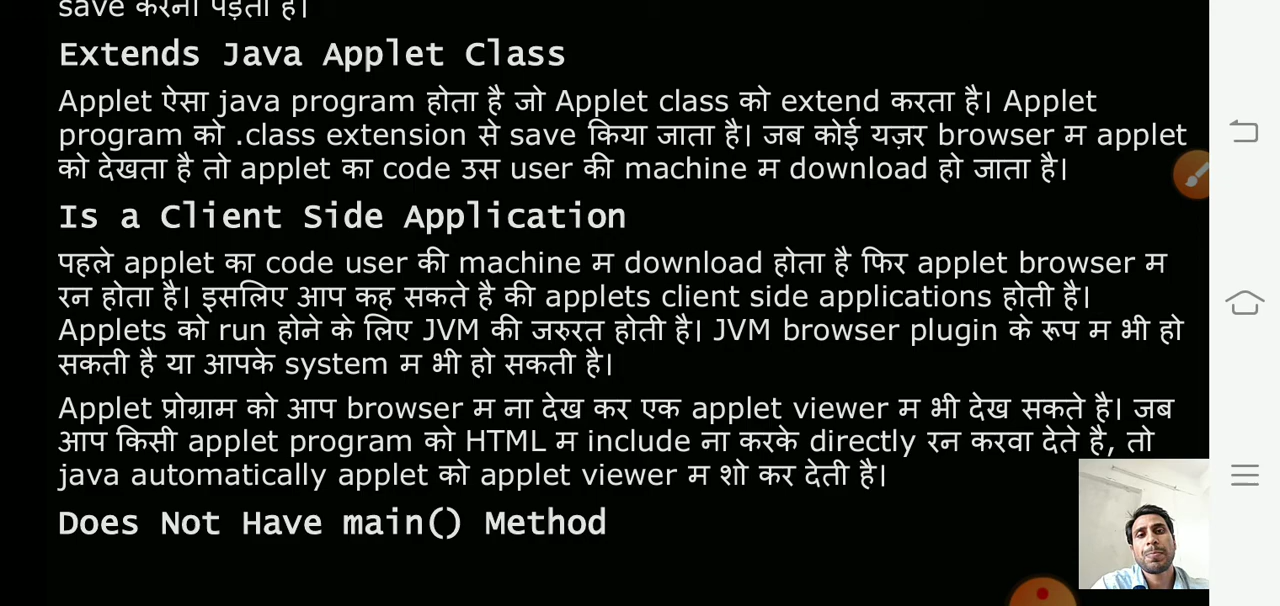 save करना पड़ता है।
Extends Java Applet Class
Applet ऐसा java program होता है जो Applet class को extend करता है। Applet
program को .class extension से save किया जाता है। जब कोई यज़र browser म applet
को देखता है तो applet का code उस user की machine म download हो जाता है।
Is a Client Side Application
पहले applet का code user की machine म download होता है फिर applet browser म
रन होता है। इसलिए आप कह सकते है की applets client side applications होती है।
Applets को run होने के लिए JVM की जरुरत होती है। JVM browser plugin के रूप म भी हो
सकती है या आपके system म भी हो सकती है।
Applet प्रोग्राम को आप browser म ना देख कर एक applet viewer म भी देख सकते है। जब
आप किसी applet program को HTML म include ना करके directly रन करवा देते है, तो
java automatically applet को applet viewer म शो कर देती है।
Does Not Have main() Method